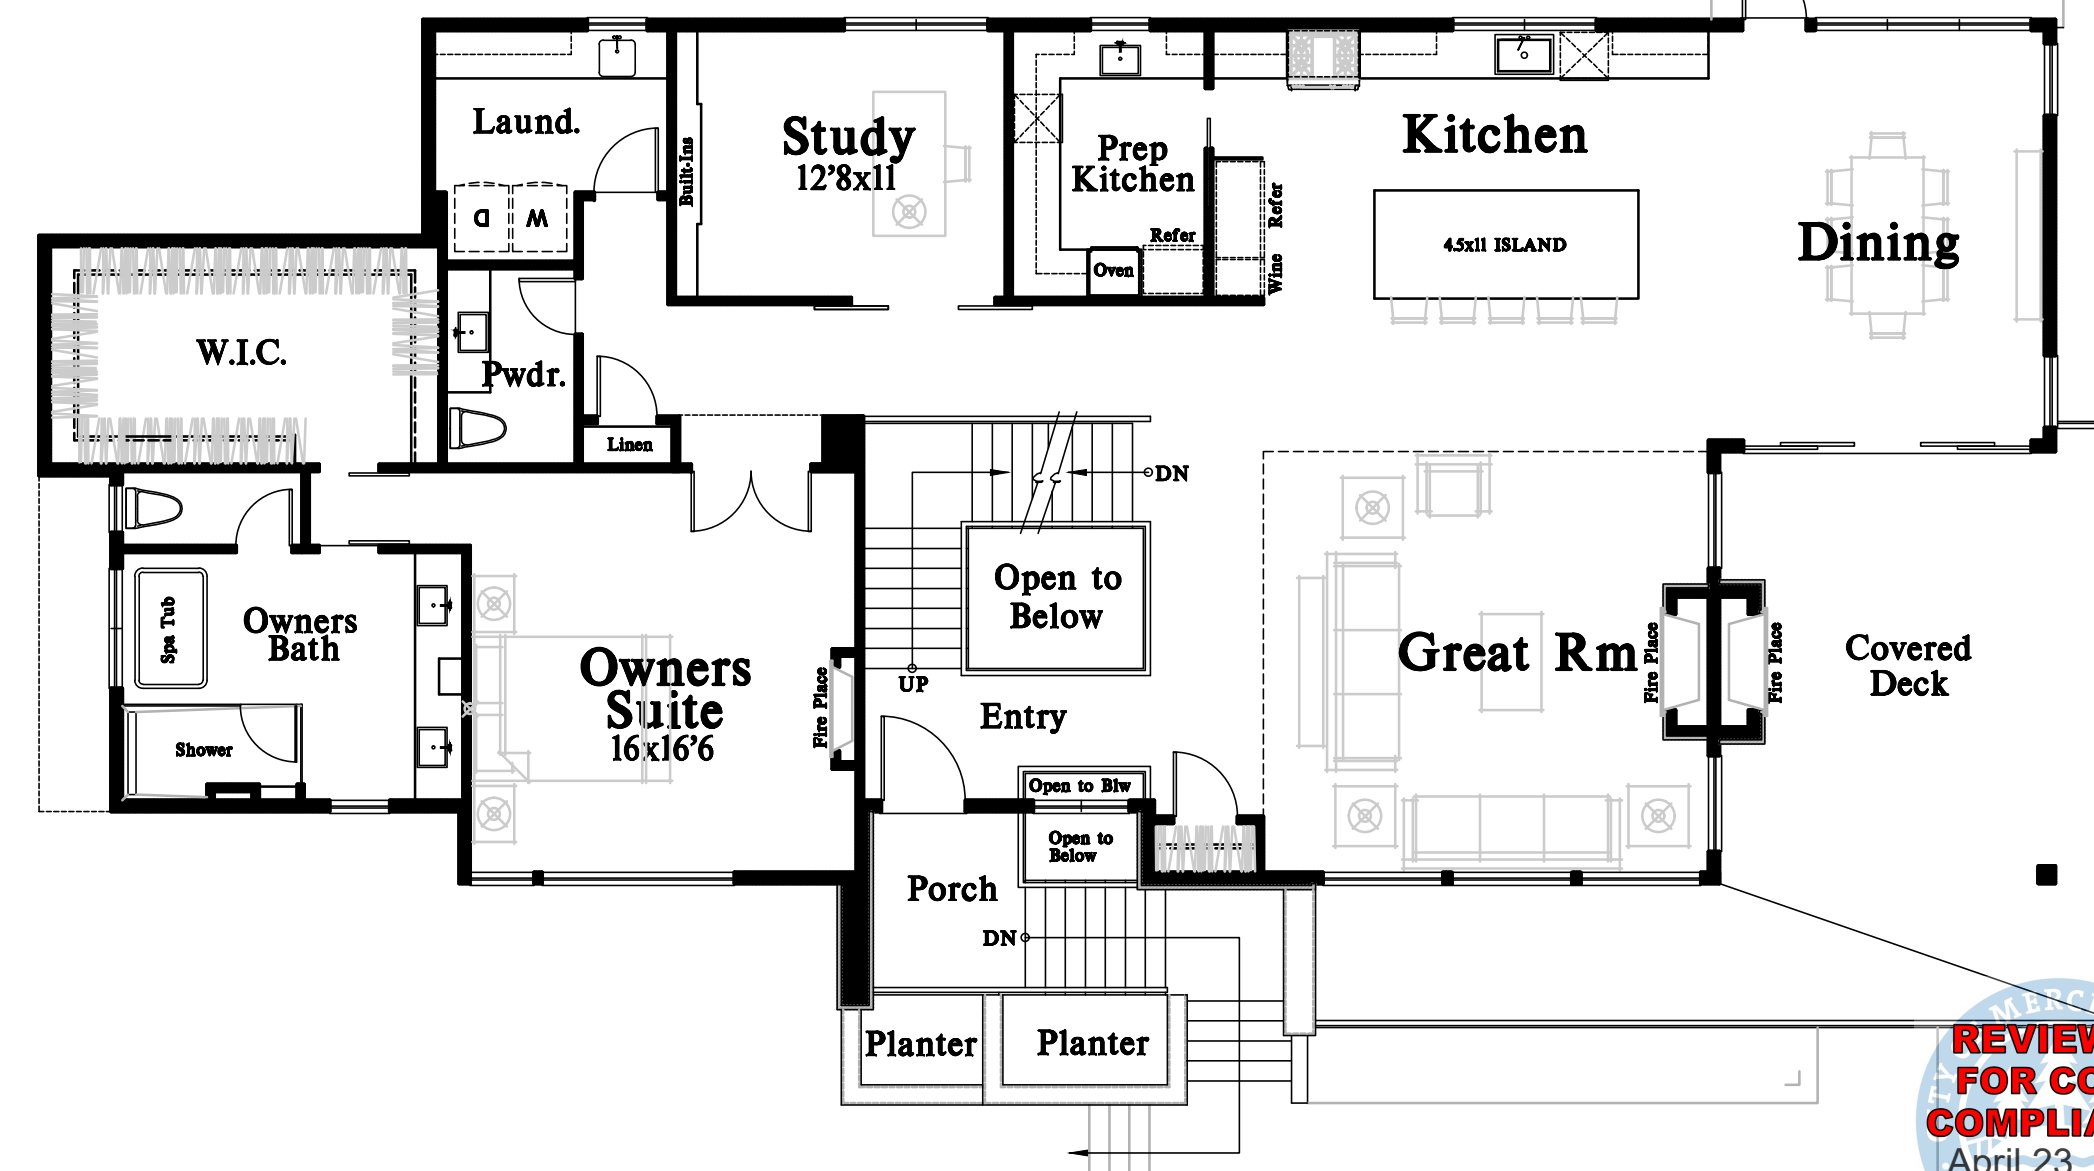 Laund.
D
W
Built-Ins
Study
12'8x11
Prep
Kitchen
Refer
Oven
Refer
Wine
Kitchen
4.5x11 ISLAND
Dining
W.I.C.
Pwdr.
Linen
DN
Open to
Below
UP
Spa Tub
Owners
Bath
Shower
Owners
Suite
16x16'6
Fire Place
Entry
Great Rm
Fire Place
Fire Place
Covered
Deck
Open to Blw
Open to
Below
Porch
DN
Planter
Planter
MERC
REVIEW
FOR CO
COMPLIA
April 23